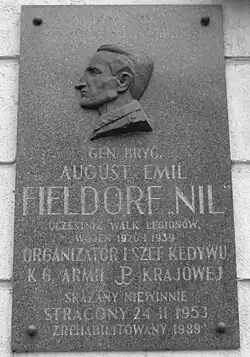 GEN. BRYG.
AUGUST EMIL
FIELDORF „NIL”
UCZESTNIK WALK LEGIONÓW,
WOJEN 1920 I 1939
ORGANIZATOR I SZEF KEDYWU
K.G. ARMII KRAJOWEJ
SKAZANY NIEWINNIE
STRACONY 24 II 1953
ZREHABILITOWANY 1989